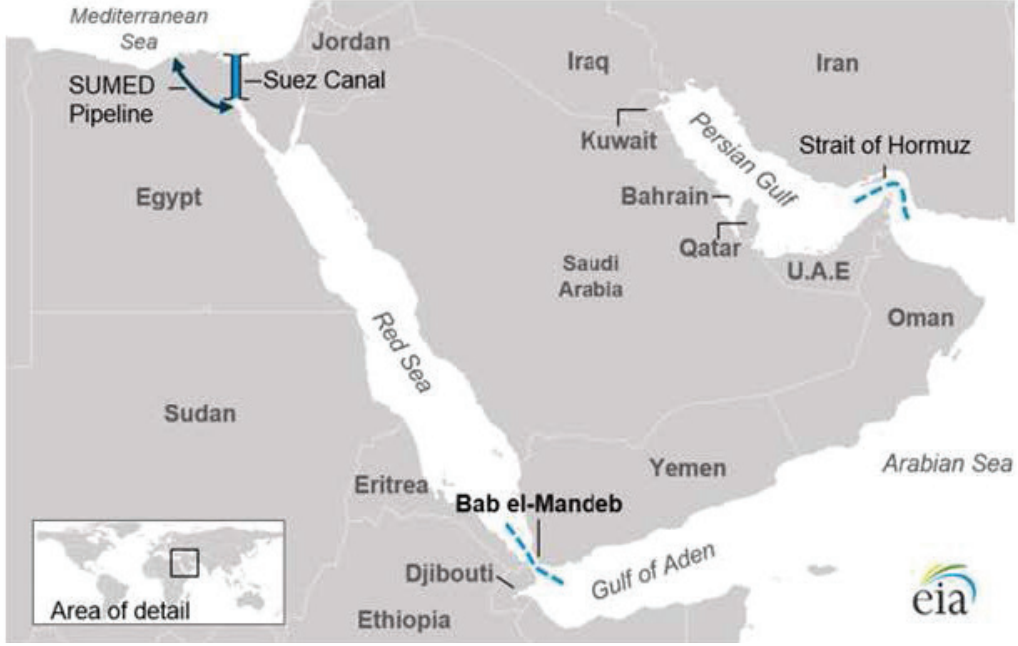 Mediterranean
Sea
Jordan
Iraq
Iran
SUMED
Pipeline
Suez Canal
Kuwait
Persian Gulf
Strait of Hormuz
Egypt
Bahrain
Qatar
Saudi
Arabia
U.A.E
Oman
Red Sea
Sudan
Yemen
Arabian Sea
Eritrea
Bab el-Mandeb
Djibouti
Gulf of Aden
Ethiopia
Area of detail
eia